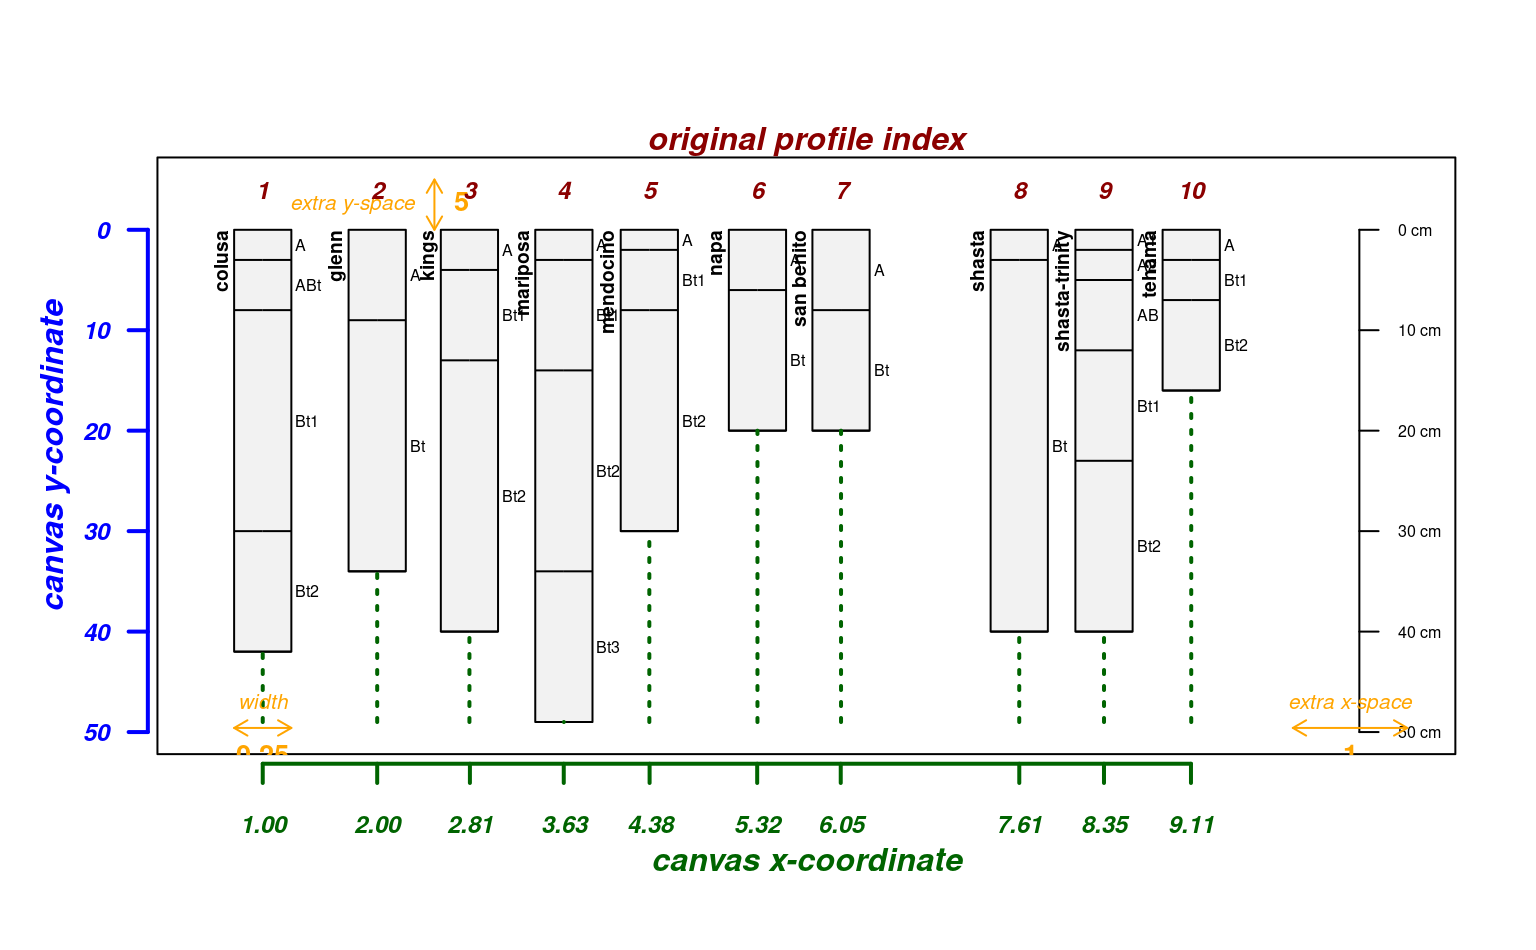 original profile index
1 2 3 4 5 6 7 8 9 10
extra y-space 5
canvas y-coordinate
0
10
20
30
40
50
colusa
A
ABt
Bt1
Bt2
glenn
A
Bt
kings
A
Bt1
Bt2
mariposa
A
Bt1
Bt2
Bt3
mendocino
A
Bt1
Bt2
napa
A
Bt
san benito
A
Bt
shasta
A
Bt
shasta-trinity
AB
Bt1
Bt2
tehama
A
Bt1
Bt2
0 cm
10 cm
20 cm
30 cm
40 cm
50 cm
width
0.25
extra x-space
1
1.00 2.00 2.81 3.63 4.38 5.32 6.05 7.61 8.35 9.11
canvas x-coordinate